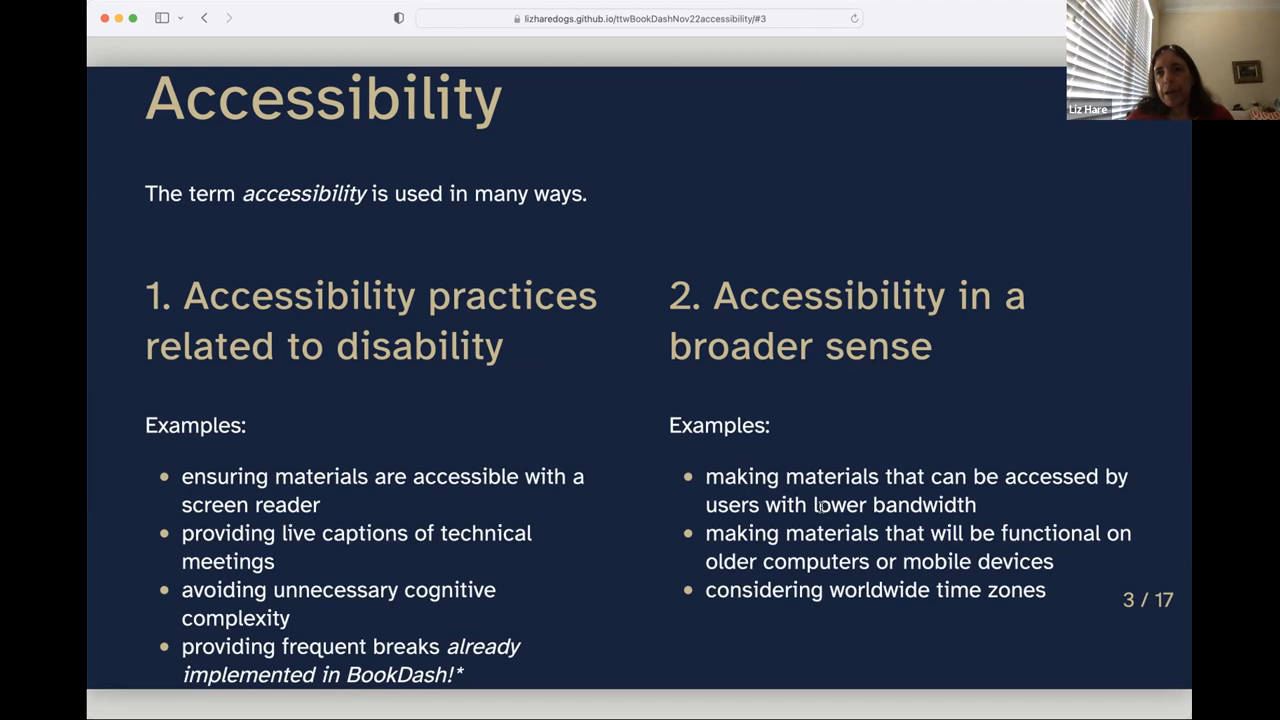 lizharedogs.github.io/ttwBookDashNov22accessibility/#3
Liz Hare
Accessibility
The term accessibility is used in many ways.
1. Accessibility practices
related to disability
Examples:
ensuring materials are accessible with a
screen reader
providing live captions of technical
meetings
avoiding unnecessary cognitive
complexity
providing frequent breaks already
implemented in BookDash!*
2. Accessibility in a
broader sense
Examples:
making materials that can be accessed by
users with lower bandwidth
making materials that will be functional on
older computers or mobile devices
considering worldwide time zones
3 / 17